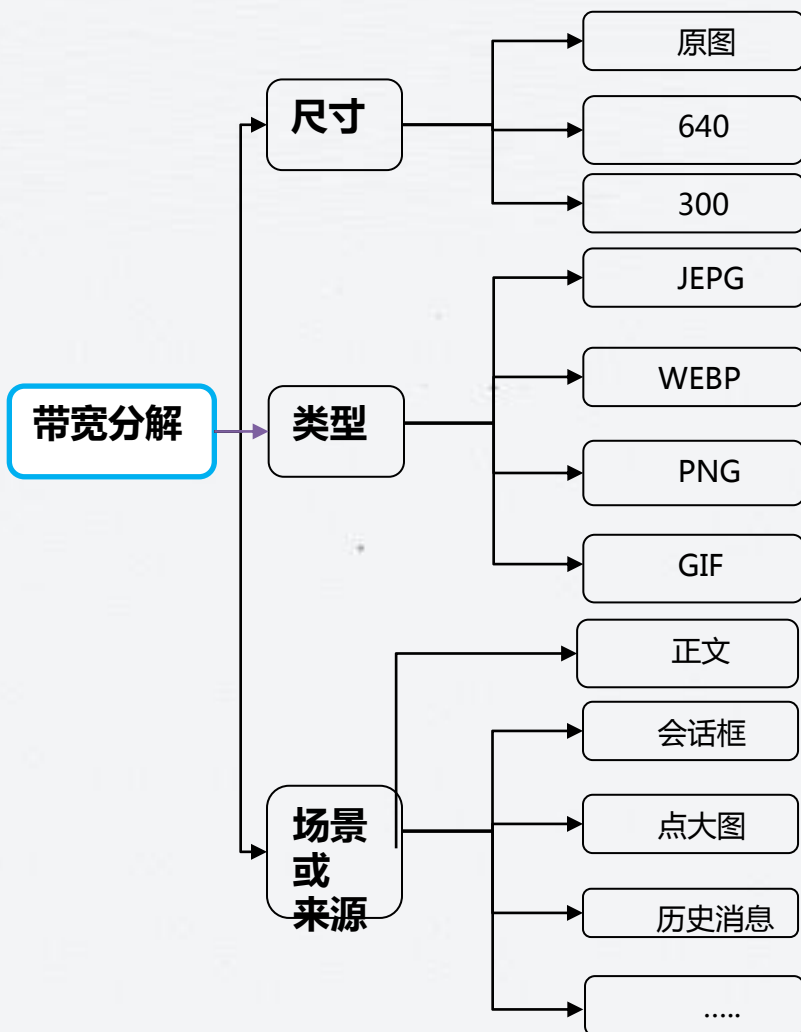 原图
尺寸
640
300
JEPG
WEBP
带宽分解
类型
PNG
GIF
正文
会话框
场景
或
来源
点大图
历史消息
.....